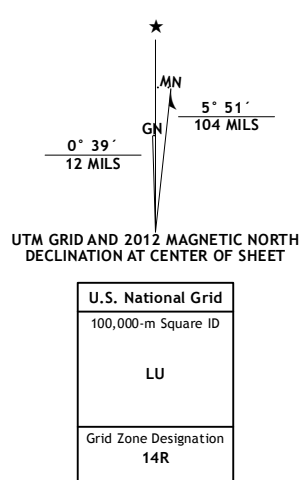 ★
MN
GN
5° 51´
104 MILS
0° 39´
12 MILS
UTM GRID AND 2012 MAGNETIC NORTH
DECLINATION AT CENTER OF SHEET
U.S. National Grid
100,000-m Square ID
LU
Grid Zone Designation
14R